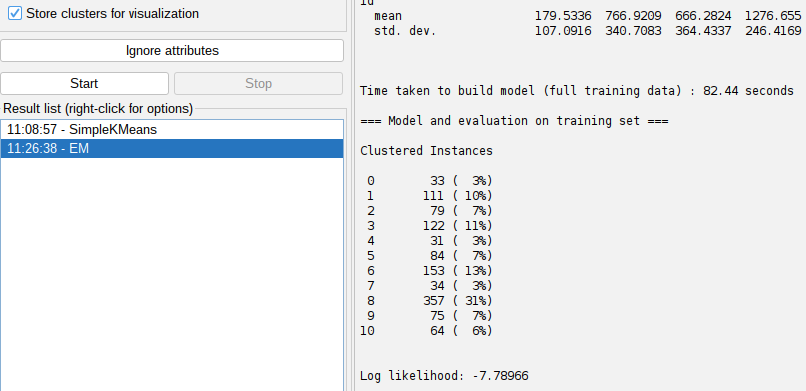 Store clusters for visualization
Ignore attributes
Start
Stop
Result list (right-click for options)
11:08:57 - SimpleKMeans
11:26:38 - EM
id
mean 179.5336 766.9209 666.2824 1276.655
std. dev. 107.0916 340.7083 364.4337 246.4169
Time taken to build model (full training data) : 82.44 seconds
=== Model and evaluation on training set ===
Clustered Instances
0 33 ( 3%)
1 111 ( 10%)
2 79 ( 7%)
3 122 ( 11%)
4 31 ( 3%)
5 84 ( 7%)
6 153 ( 13%)
7 34 ( 3%)
8 357 ( 31%)
9 75 ( 7%)
10 64 ( 6%)
Log likelihood: -7.78966